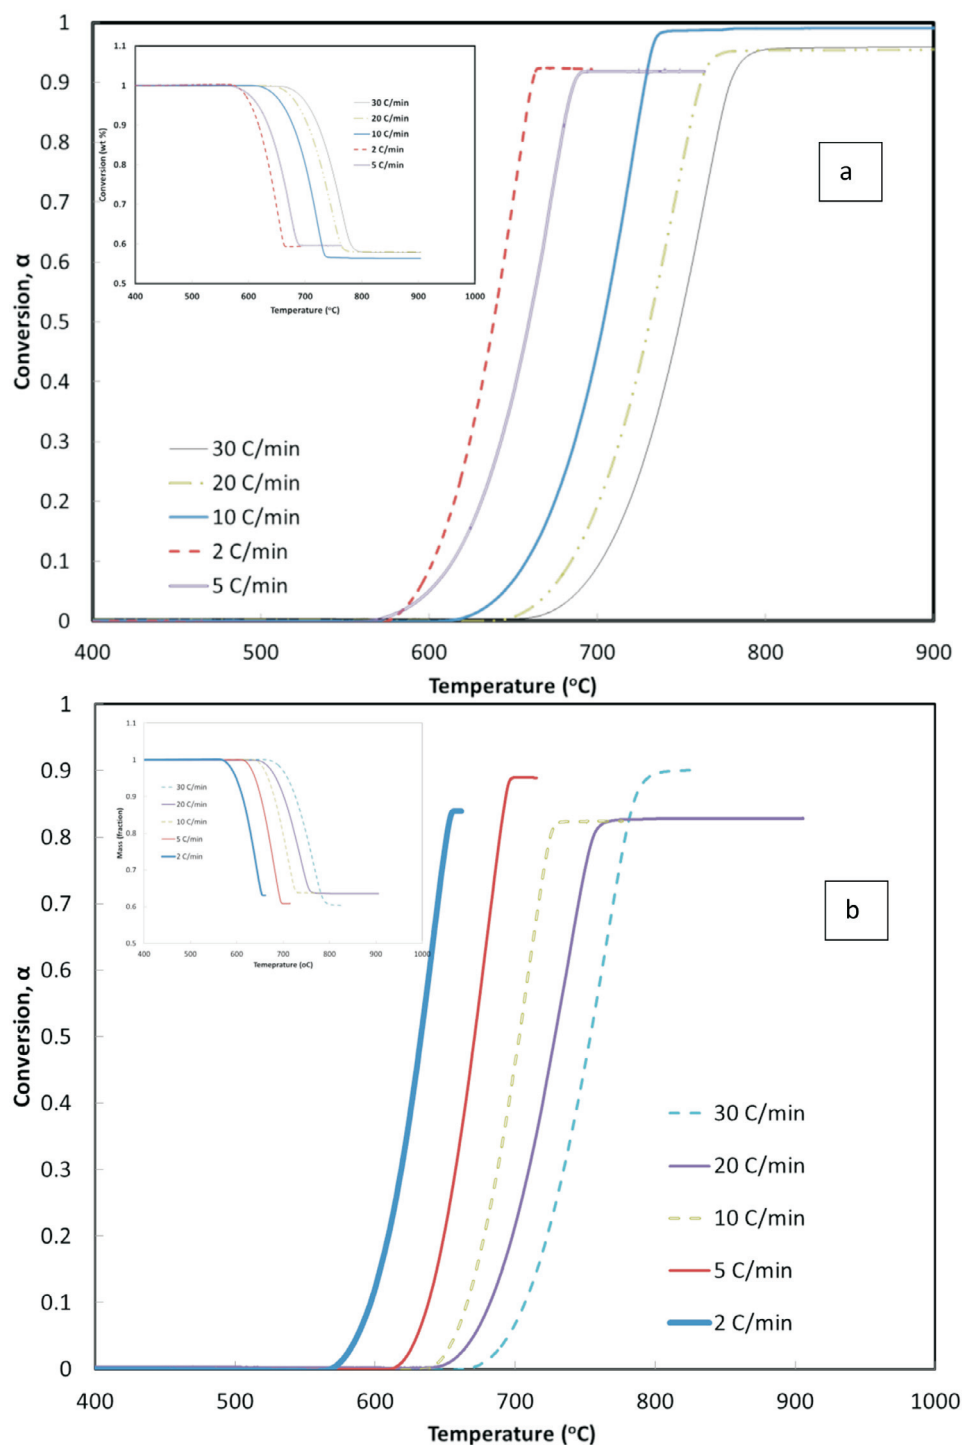 1
0.9
0.8
0.7
0.6
0.5
0.4
0.3
0.2
0.1
0
Conversion, α
400
500
600
700
800
900
Temperature (°C)
30 C/min
20 C/min
10 C/min
2 C/min
5 C/min
a
1.1
1
0.9
0.8
0.7
0.6
0.5
Conversion (wt %)
400
500
600
700
800
900
1000
Temperature (°C)
30 C/min
20 C/min
10 C/min
2 C/min
5 C/min
1
0.9
0.8
0.7
0.6
0.5
0.4
0.3
0.2
0.1
0
Conversion, α
400
500
600
700
800
900
1000
Temperature (°C)
30 C/min
20 C/min
10 C/min
5 C/min
2 C/min
b
1.1
1
0.9
0.8
0.7
0.6
0.5
Mass (fraction)
400
500
600
700
800
900
1000
Temeprature (oC)
30 C/min
20 C/min
10 C/min
5 C/min
2 C/min